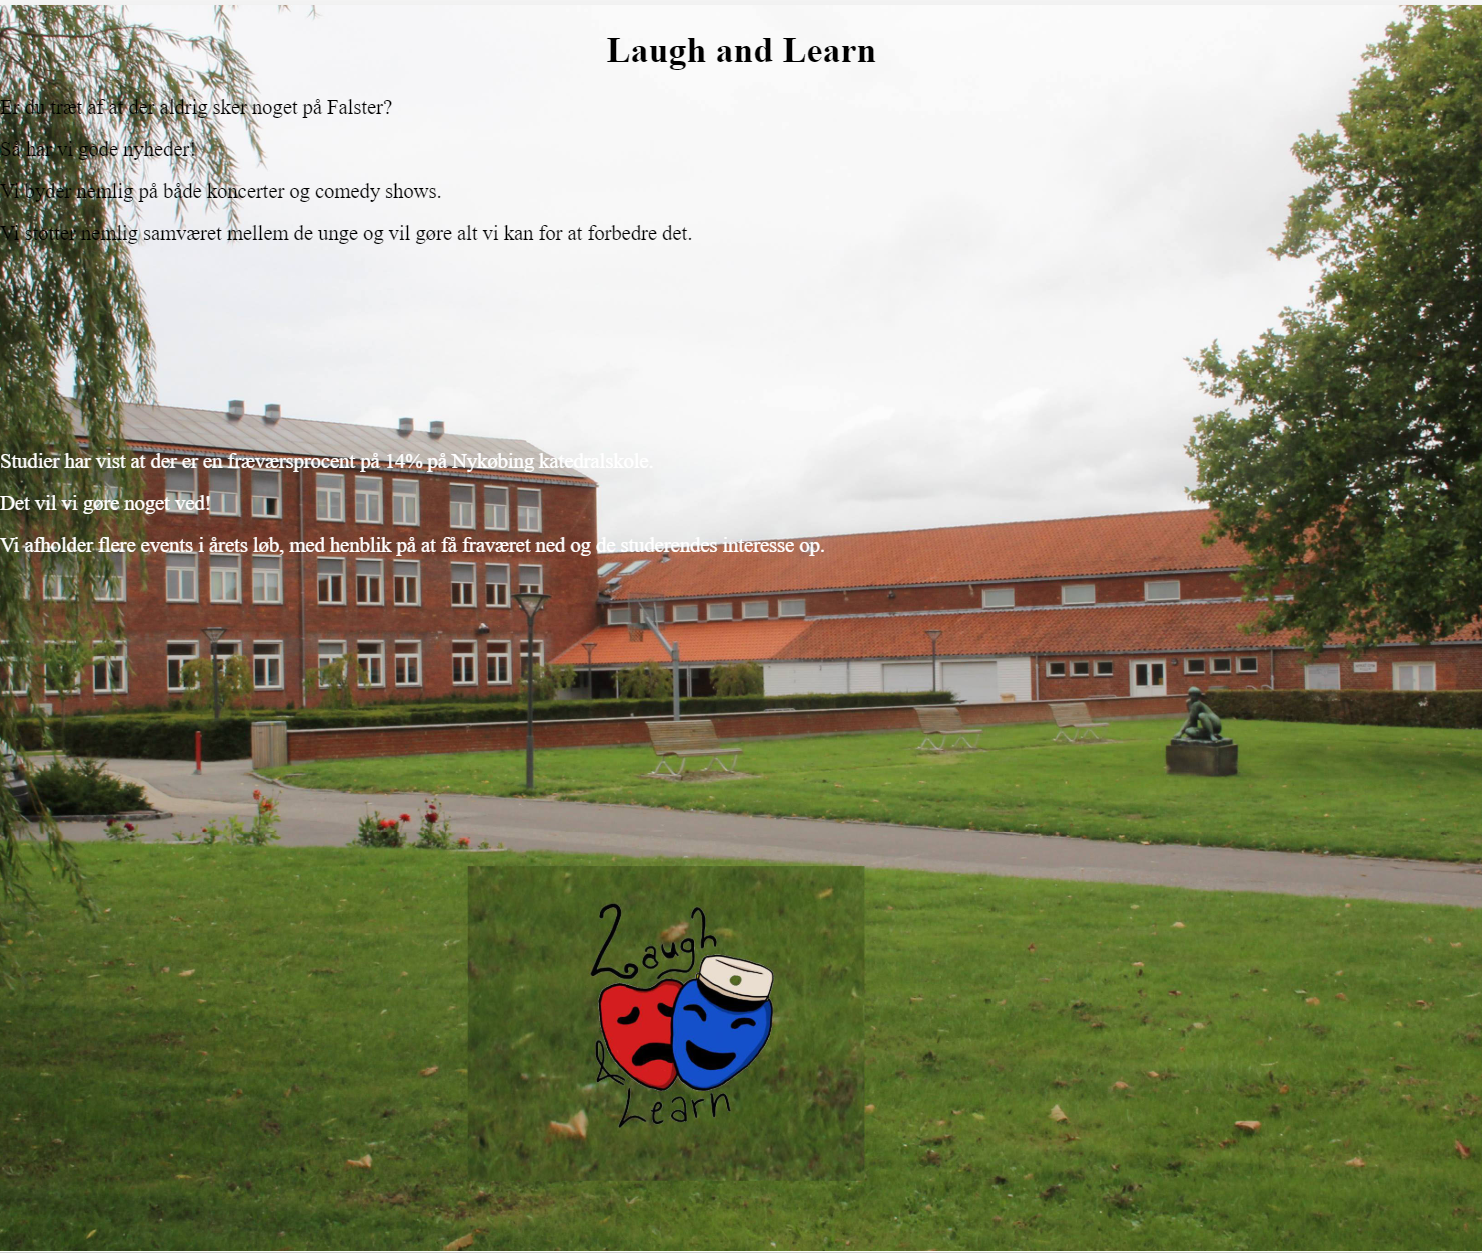 Laugh and Learn
Er du træt af at der aldrig sker noget på Falster?
Så har vi gode nyheder!
Vi byder nemlig på både koncerter og comedy shows.
Vi støtter nemlig samværet mellem de unge og vil gøre alt vi kan for at forbedre det.
Studier har vist at der er en fræværsprocent på 14% på Nykøbing katedralskole.
Det vil vi gøre noget ved!
Vi afholder flere events i årets løb, med henblik på at få fraværet ned og de studerendes interesse op.
Laugh
&
Learn